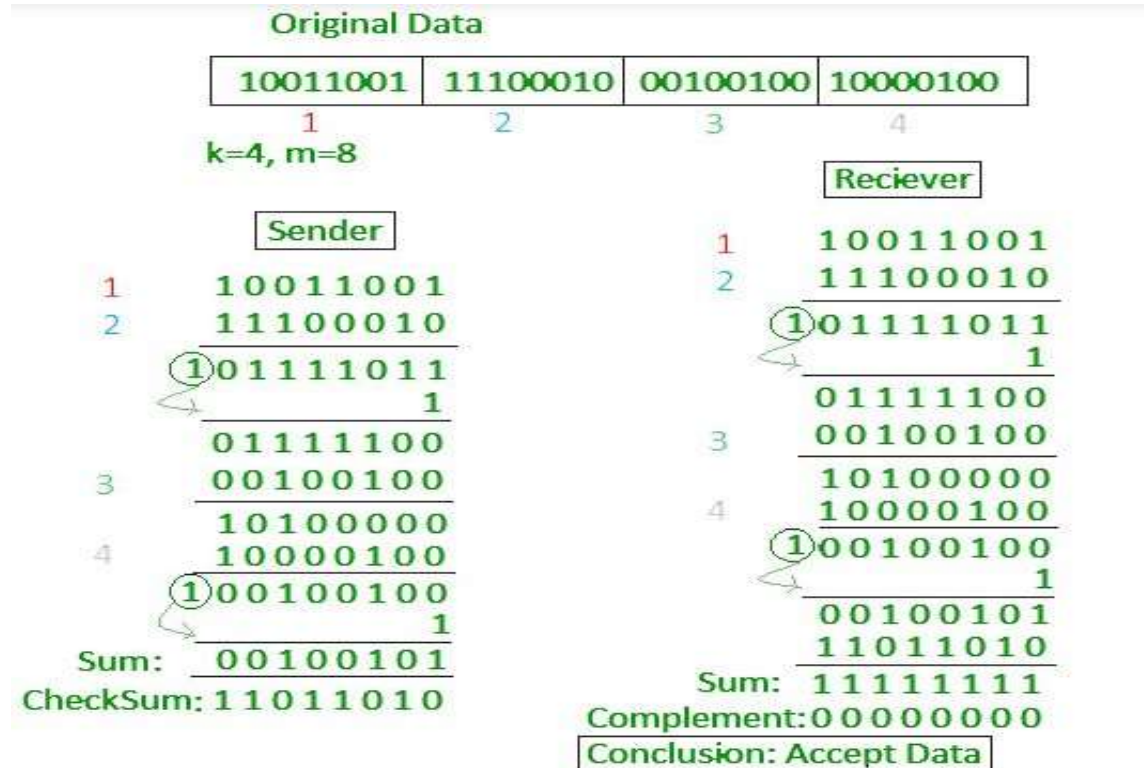 Original Data
10011001 11100010 00100100 10000100
1 2 3 4
k=4, m=8
Sender
1 10011001
2 11100010
1 01111011
1
01111100
3 00100100
10100000
4 10000100
1 00100100
1
Sum: 00100101
CheckSum: 11011010
Reciever
1 10011001
2 11100010
1 01111011
1
01111100
3 00100100
10100000
4 10000100
1 00100100
1
00100101
11011010
Sum: 11111111
Complement: 00000000
Conclusion: Accept Data